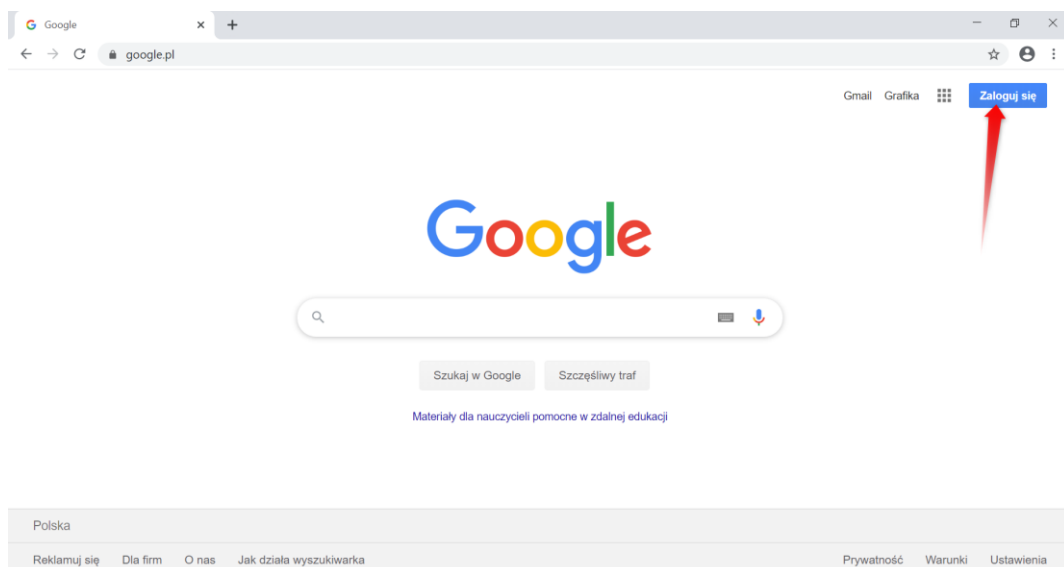 Google
google.pl
Gmail Grafika Zaloguj się
Google
Szukaj w Google Szczęśliwy traf
Materiały dla nauczycieli pomocne w zdalnej edukacji
Polska
Reklamuj się Dla firm O nas Jak działa wyszukiwarka Prywatność Warunki Ustawienia